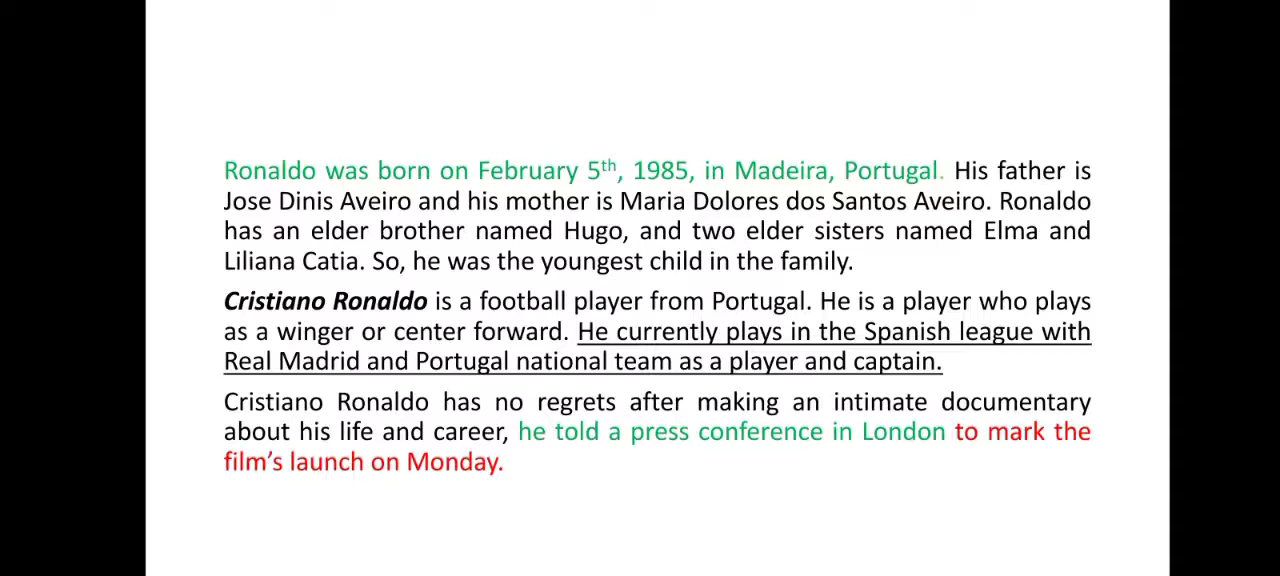 Ronaldo was born on February 5th, 1985, in Madeira, Portugal. His father is
Jose Dinis Aveiro and his mother is Maria Dolores dos Santos Aveiro. Ronaldo
has an elder brother named Hugo, and two elder sisters named Elma and
Liliana Catia. So, he was the youngest child in the family.
Cristiano Ronaldo is a football player from Portugal. He is a player who plays
as a winger or center forward. He currently plays in the Spanish league with
Real Madrid and Portugal national team as a player and captain.
Cristiano Ronaldo has no regrets after making an intimate documentary
about his life and career, he told a press conference in London to mark the
film’s launch on Monday.